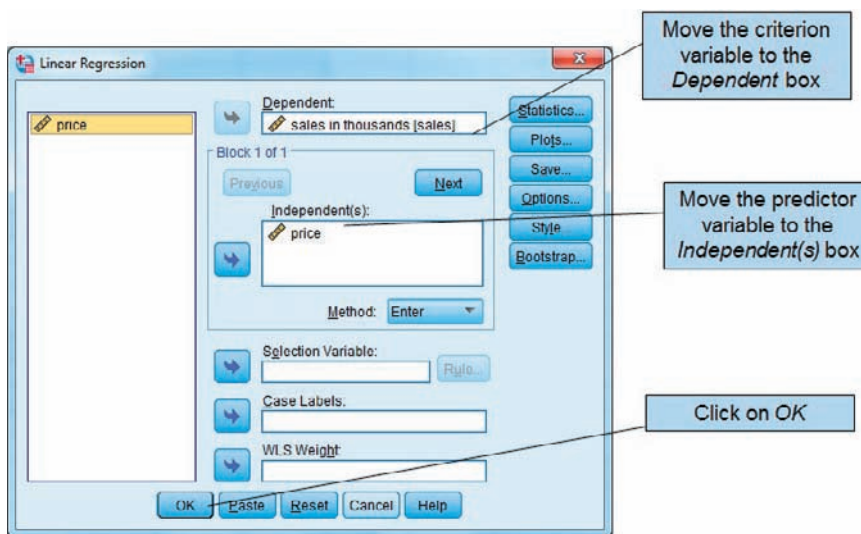 Linear Regression
price
Dependent:
sales in thousands [sales]
Block 1 of 1
Previous
Next
Independent(s):
price
Method: Enter
Selection Variable:
Rule...
Case Labels:
WLS Weight:
Statistics...
Plots...
Save...
Options...
Style...
Bootstrap...
OK
Paste
Reset
Cancel
Help
Move the criterion
variable to the
Dependent box
Move the predictor
variable to the
Independent(s) box
Click on OK